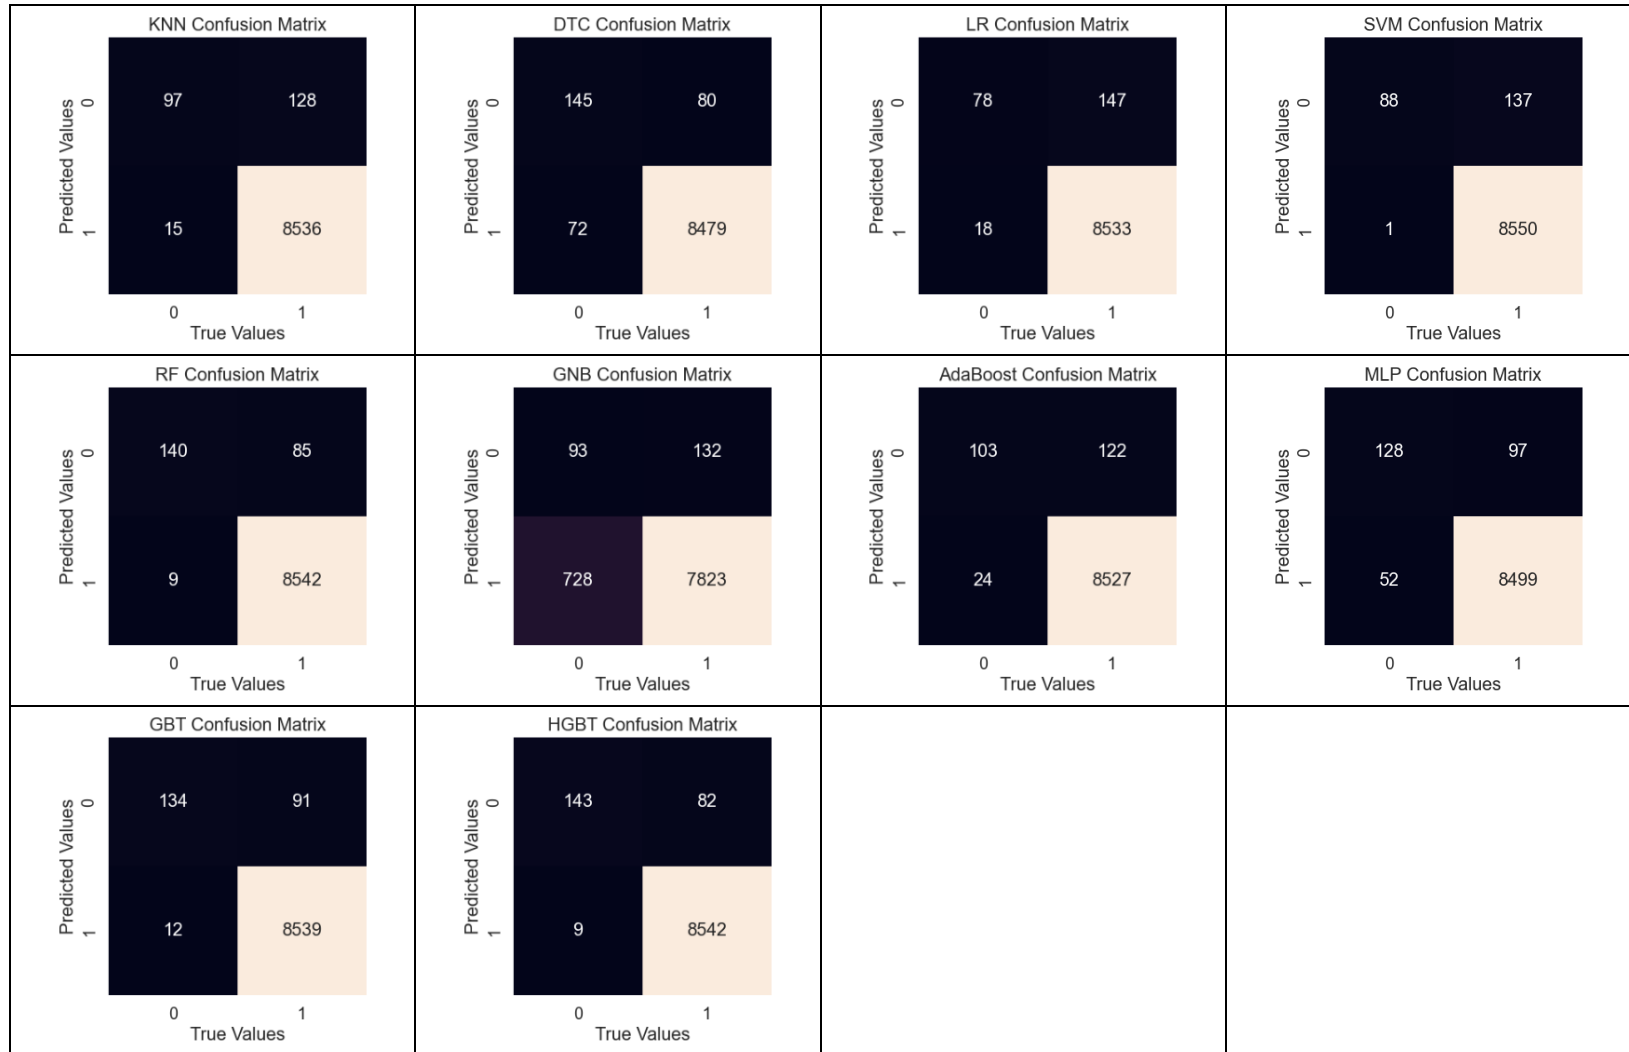 KNN Confusion Matrix
Predicted Values
0
97 128
1
15 8536
0 1
True Values
DTC Confusion Matrix
Predicted Values
0
145 80
1
72 8479
0 1
True Values
LR Confusion Matrix
Predicted Values
0
78 147
1
18 8533
0 1
True Values
SVM Confusion Matrix
Predicted Values
0
88 137
1
1 8550
0 1
True Values
RF Confusion Matrix
Predicted Values
0
140 85
1
9 8542
0 1
True Values
GNB Confusion Matrix
Predicted Values
0
93 132
1
728 7823
0 1
True Values
AdaBoost Confusion Matrix
Predicted Values
0
103 122
1
24 8527
0 1
True Values
MLP Confusion Matrix
Predicted Values
0
128 97
1
52 8499
0 1
True Values
GBT Confusion Matrix
Predicted Values
0
134 91
1
12 8539
0 1
True Values
HGBT Confusion Matrix
Predicted Values
0
143 82
1
9 8542
0 1
True Values